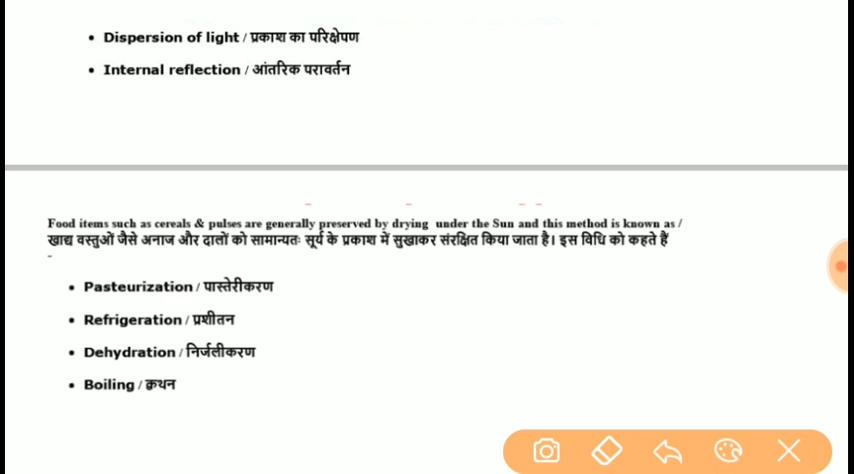 • Dispersion of light / प्रकाश का परिक्षेपण
• Internal reflection / आंतरिक परावर्तन
Food items such as cereals & pulses are generally preserved by drying under the Sun and this method is known as /
खाद्य वस्तुओं जैसे अनाज और दालों को सामान्यतः सूर्य के प्रकाश में सुखाकर संरक्षित किया जाता है। इस विधि को कहते हैं
-
• Pasteurization / पास्तेरीकरण
• Refrigeration / प्रशीतन
• Dehydration / निर्जलीकरण
• Boiling / क्वथन